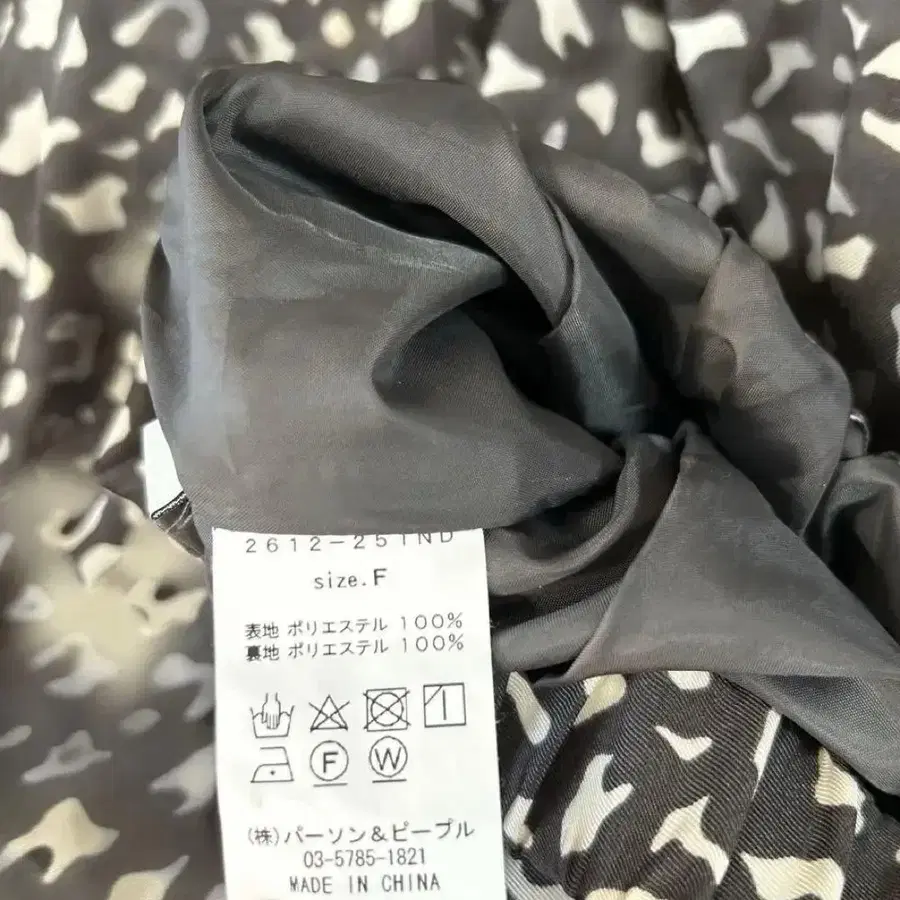 2612-251ND
size.F
表地 ポリエステル 100%
裏地 ポリエステル 100%
F W
(株)パーソン&ピープル
03-5785-1821
MADE IN CHINA